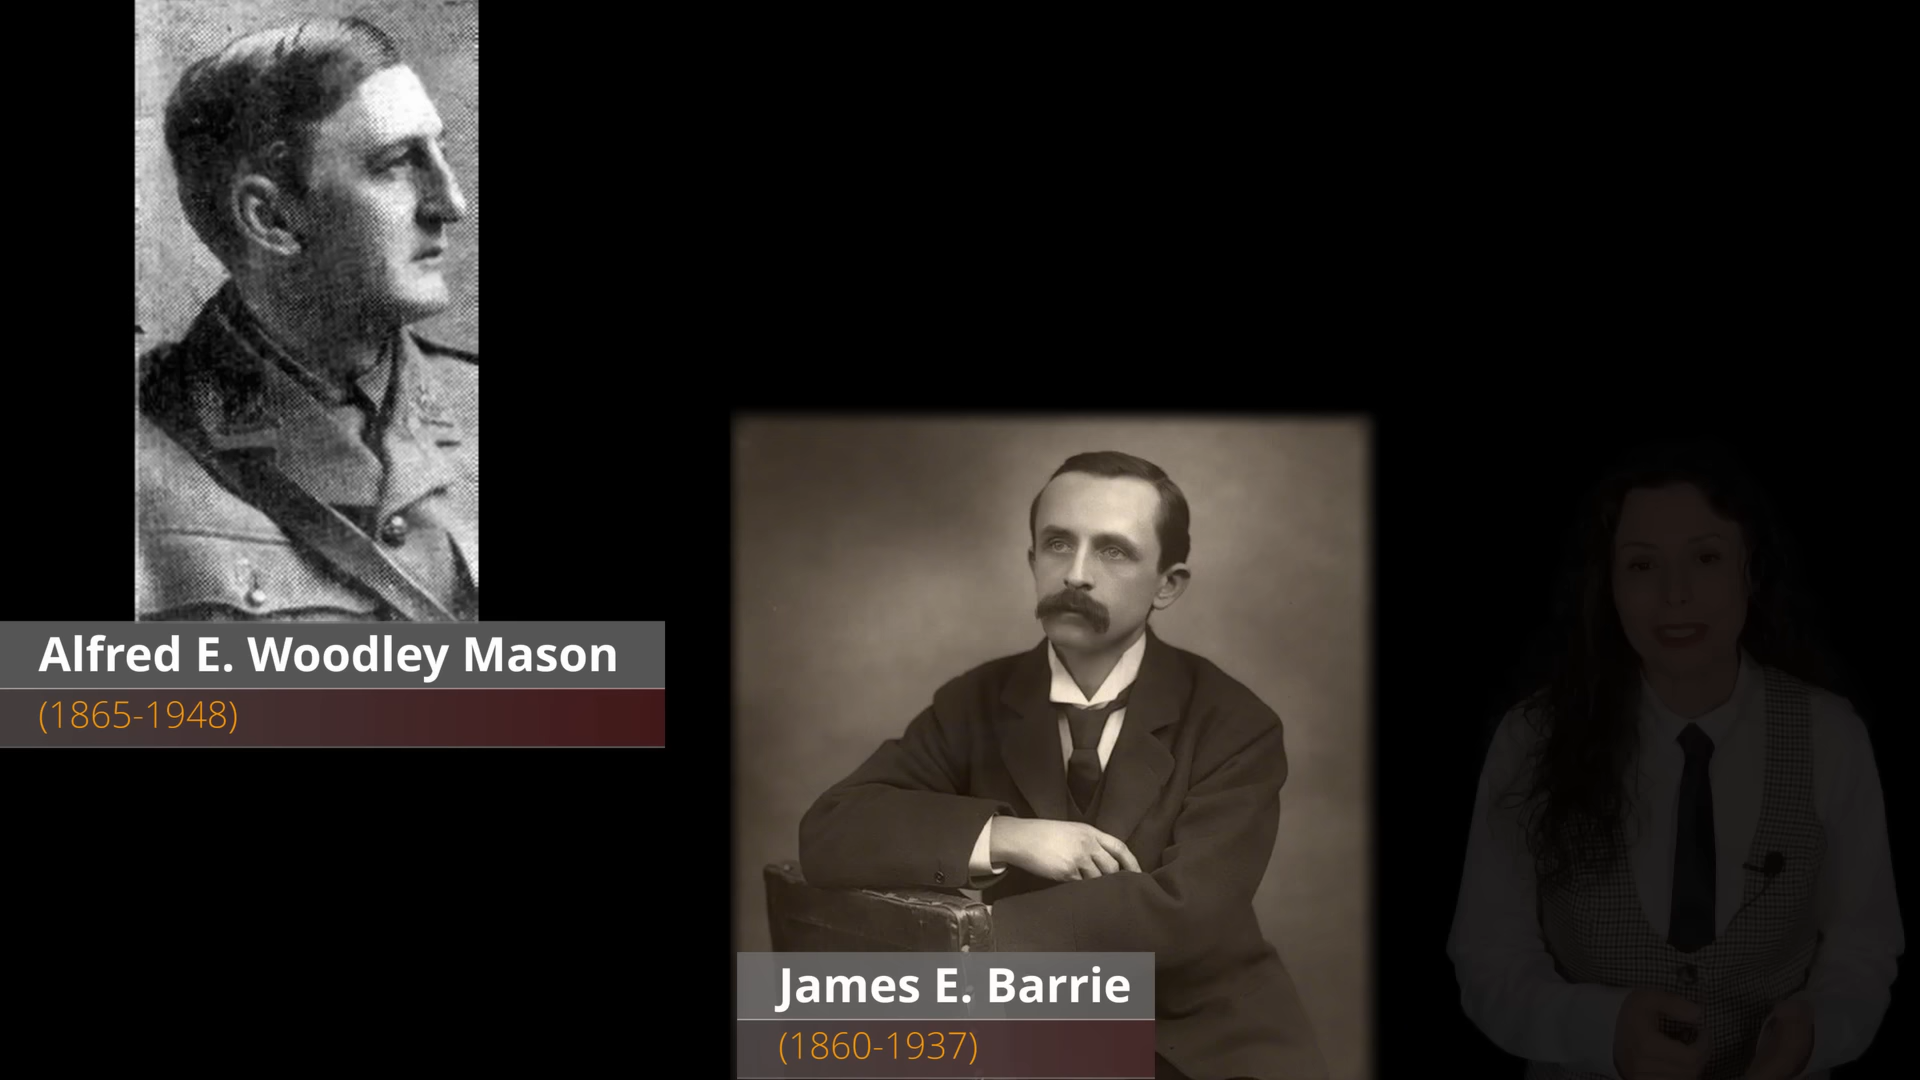 Alfred E. Woodley Mason
(1865-1948)
James E. Barrie
(1860-1937)